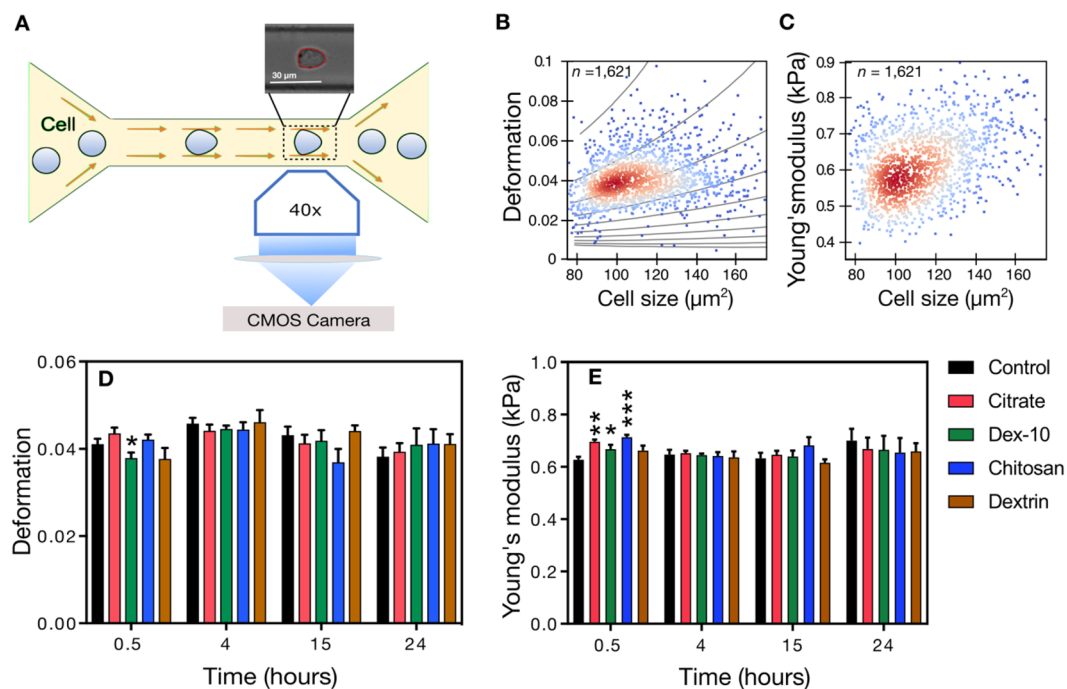 A
30 μm
Cell
40x
CMOS Camera
B
n =1,621
0.1
0.08
0.06
0.04
0.02
0
Deformation
80 100 120 140 160
Cell size (μm²)
C
n = 1,621
0.9
0.8
0.7
0.6
0.5
0.4
Young'smodulus (kPa)
80 100 120 140 160
Cell size (μm²)
D
0.06
0.04
0.02
0.00
Deformation
*
0.5 4 15 24
Time (hours)
E
1.0
0.8
0.6
0.4
0.2
0.0
Young's modulus (kPa)
**
*
***
0.5 4 15 24
Time (hours)
Control
Citrate
Dex-10
Chitosan
Dextrin